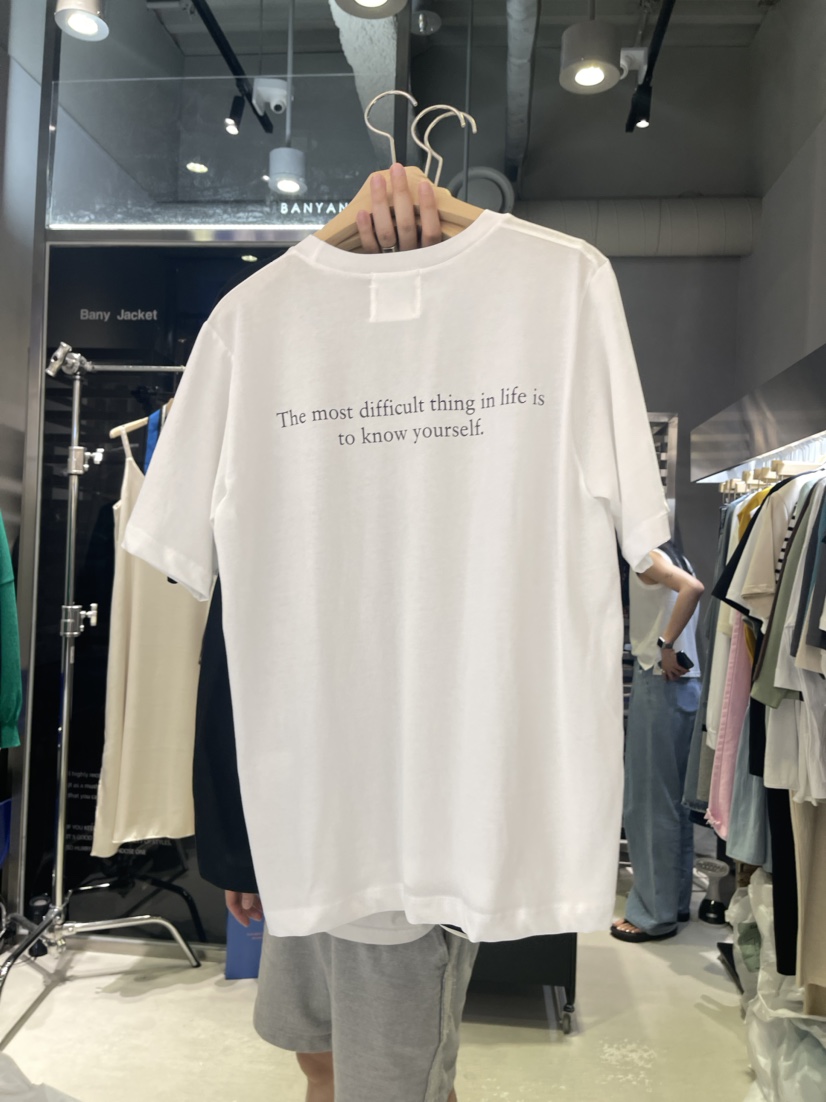 BANYAN
Bany Jacket
The most difficult thing in life is
to know yourself.